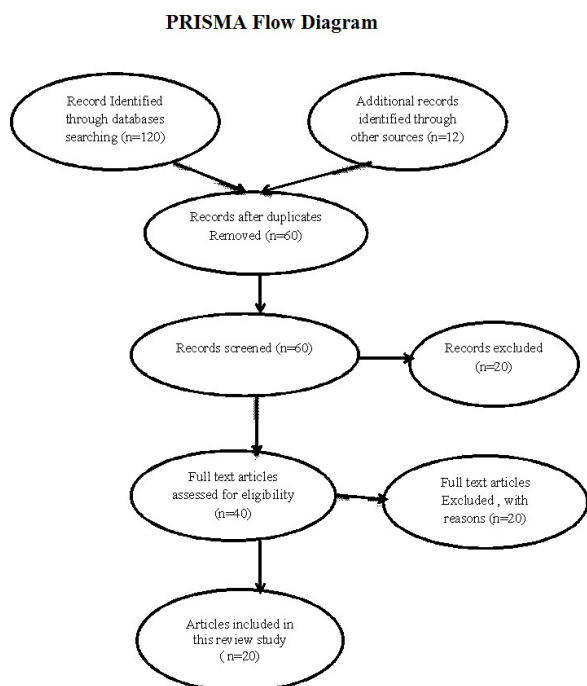 PRISMA Flow Diagram
Record Identified
through databases
searching (n=120)
Additional records
identified through
other sources (n=12)
Records after duplicates
Removed (n=60)
Records screened (n=60)
Records excluded
(n=20)
Full text articles
assessed for eligibility
(n=40)
Full text articles
Excluded , with
reasons (n=20)
Articles included in
this review study
( n=20)